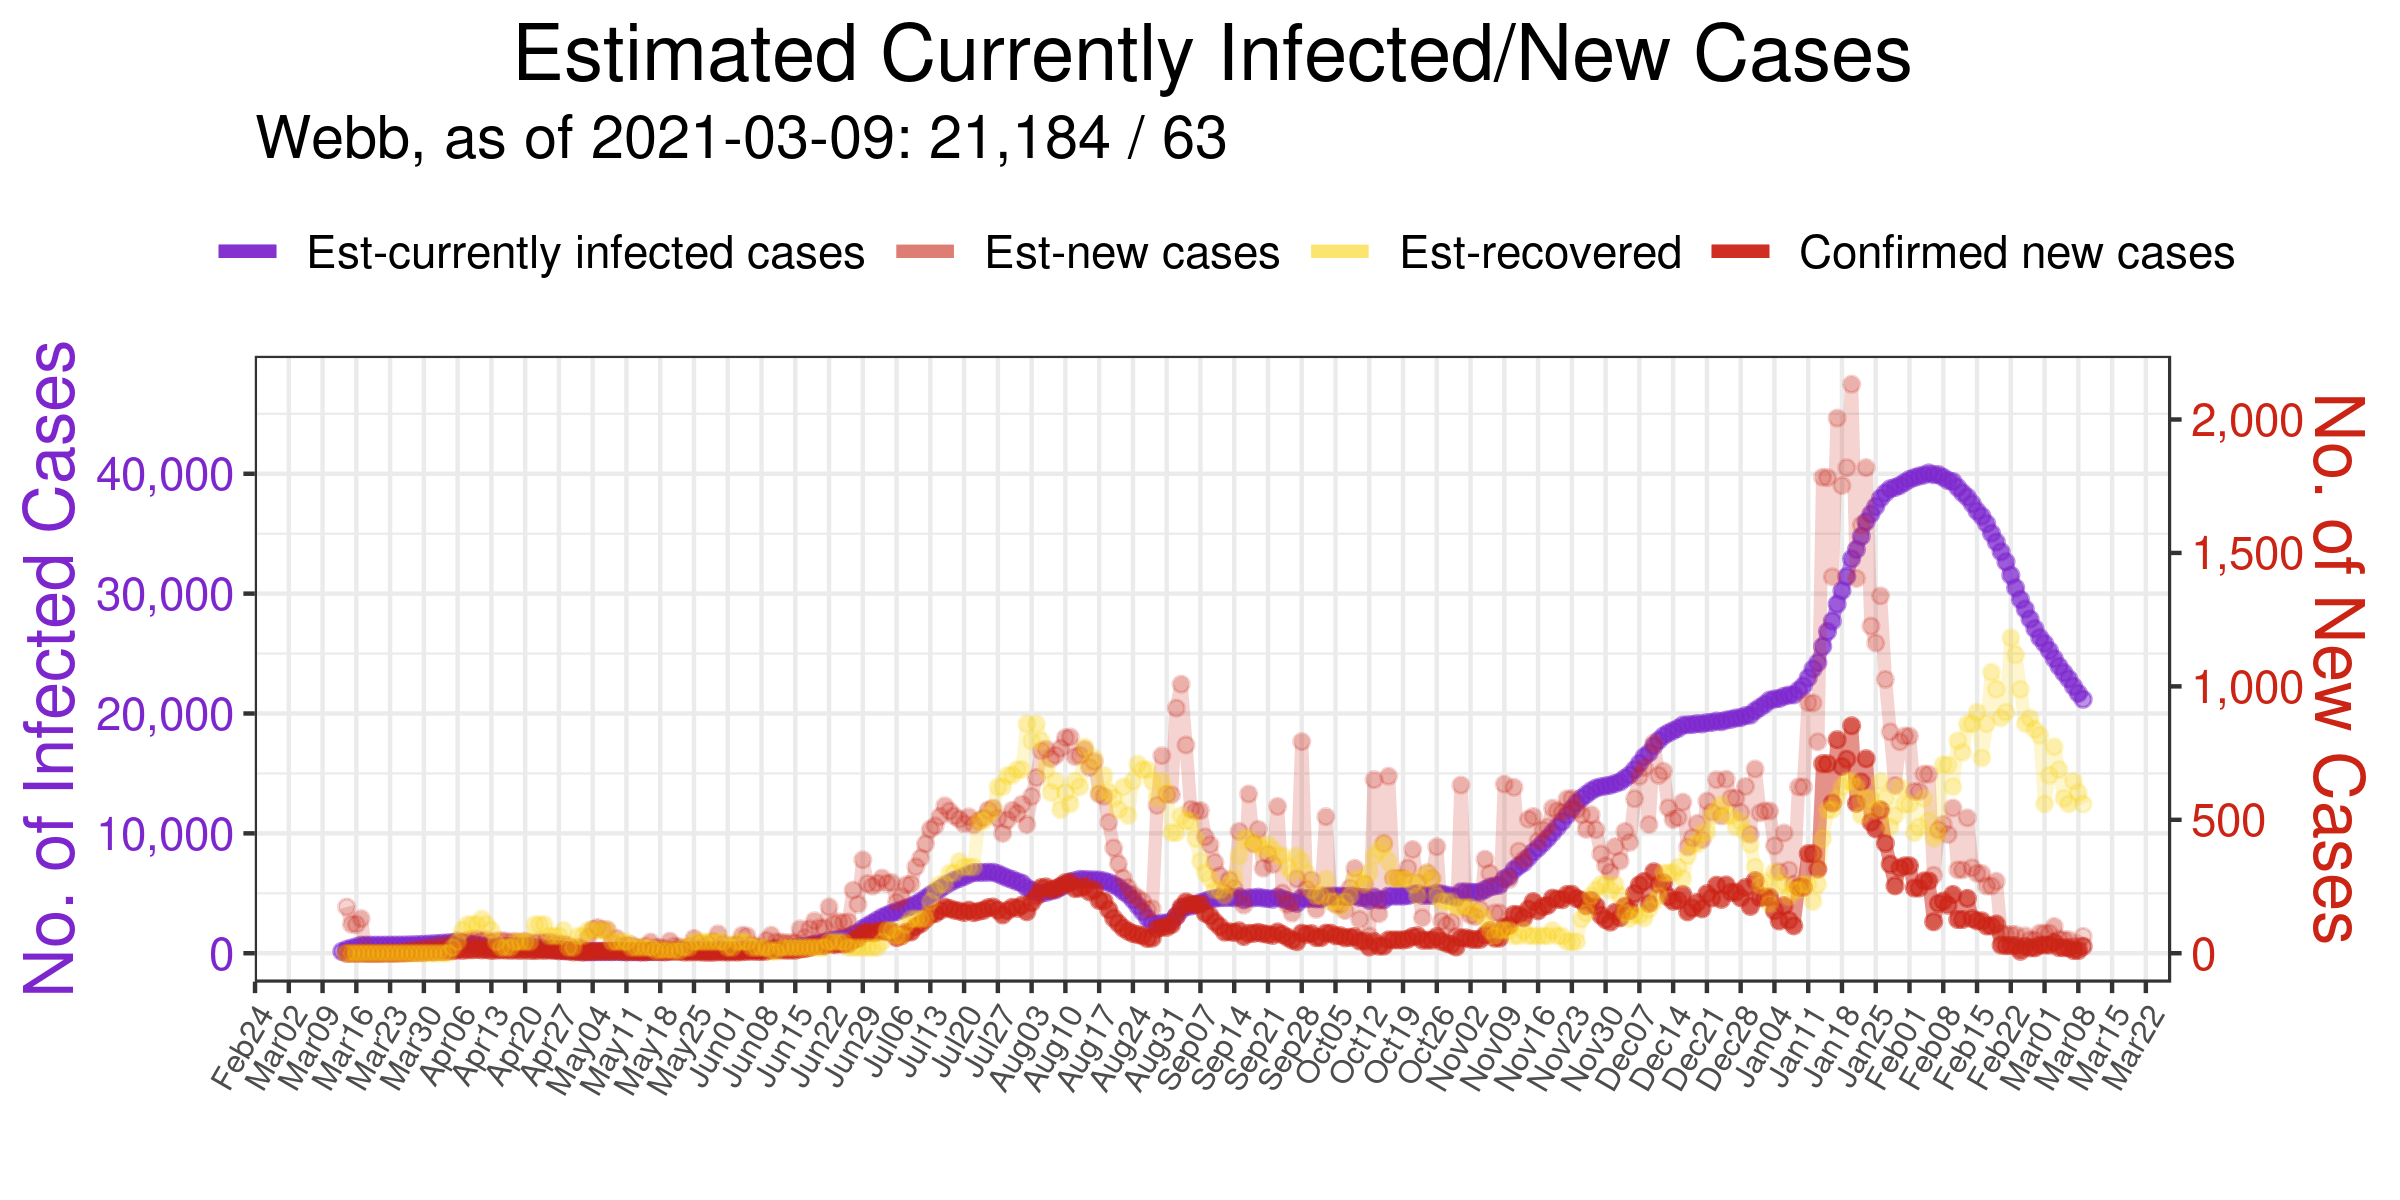 Estimated Currently Infected/New Cases
Webb, as of 2021-03-09: 21,184 / 63
Est-currently infected cases Est-new cases Est-recovered Confirmed new cases
No. of Infected Cases
40,000
30,000
20,000
10,000
0
2,000
1,500
1,000
500
0
No. of New Cases
Feb24 Mar02 Mar09 Mar16 Mar23 Mar30 Apr06 Apr13 Apr20 Apr27 May04 May11 May18 May25 Jun01 Jun08 Jun15 Jun22 Jun29 Jul06 Jul13 Jul20 Jul27 Aug03 Aug10 Aug17 Aug24 Aug31 Sep07 Sep14 Sep21 Sep28 Oct05 Oct12 Oct19 Oct26 Nov02 Nov09 Nov16 Nov23 Nov30 Dec07 Dec14 Dec21 Dec28 Jan04 Jan11 Jan18 Jan25 Feb01 Feb08 Feb15 Feb22 Mar01 Mar08 Mar15 Mar22